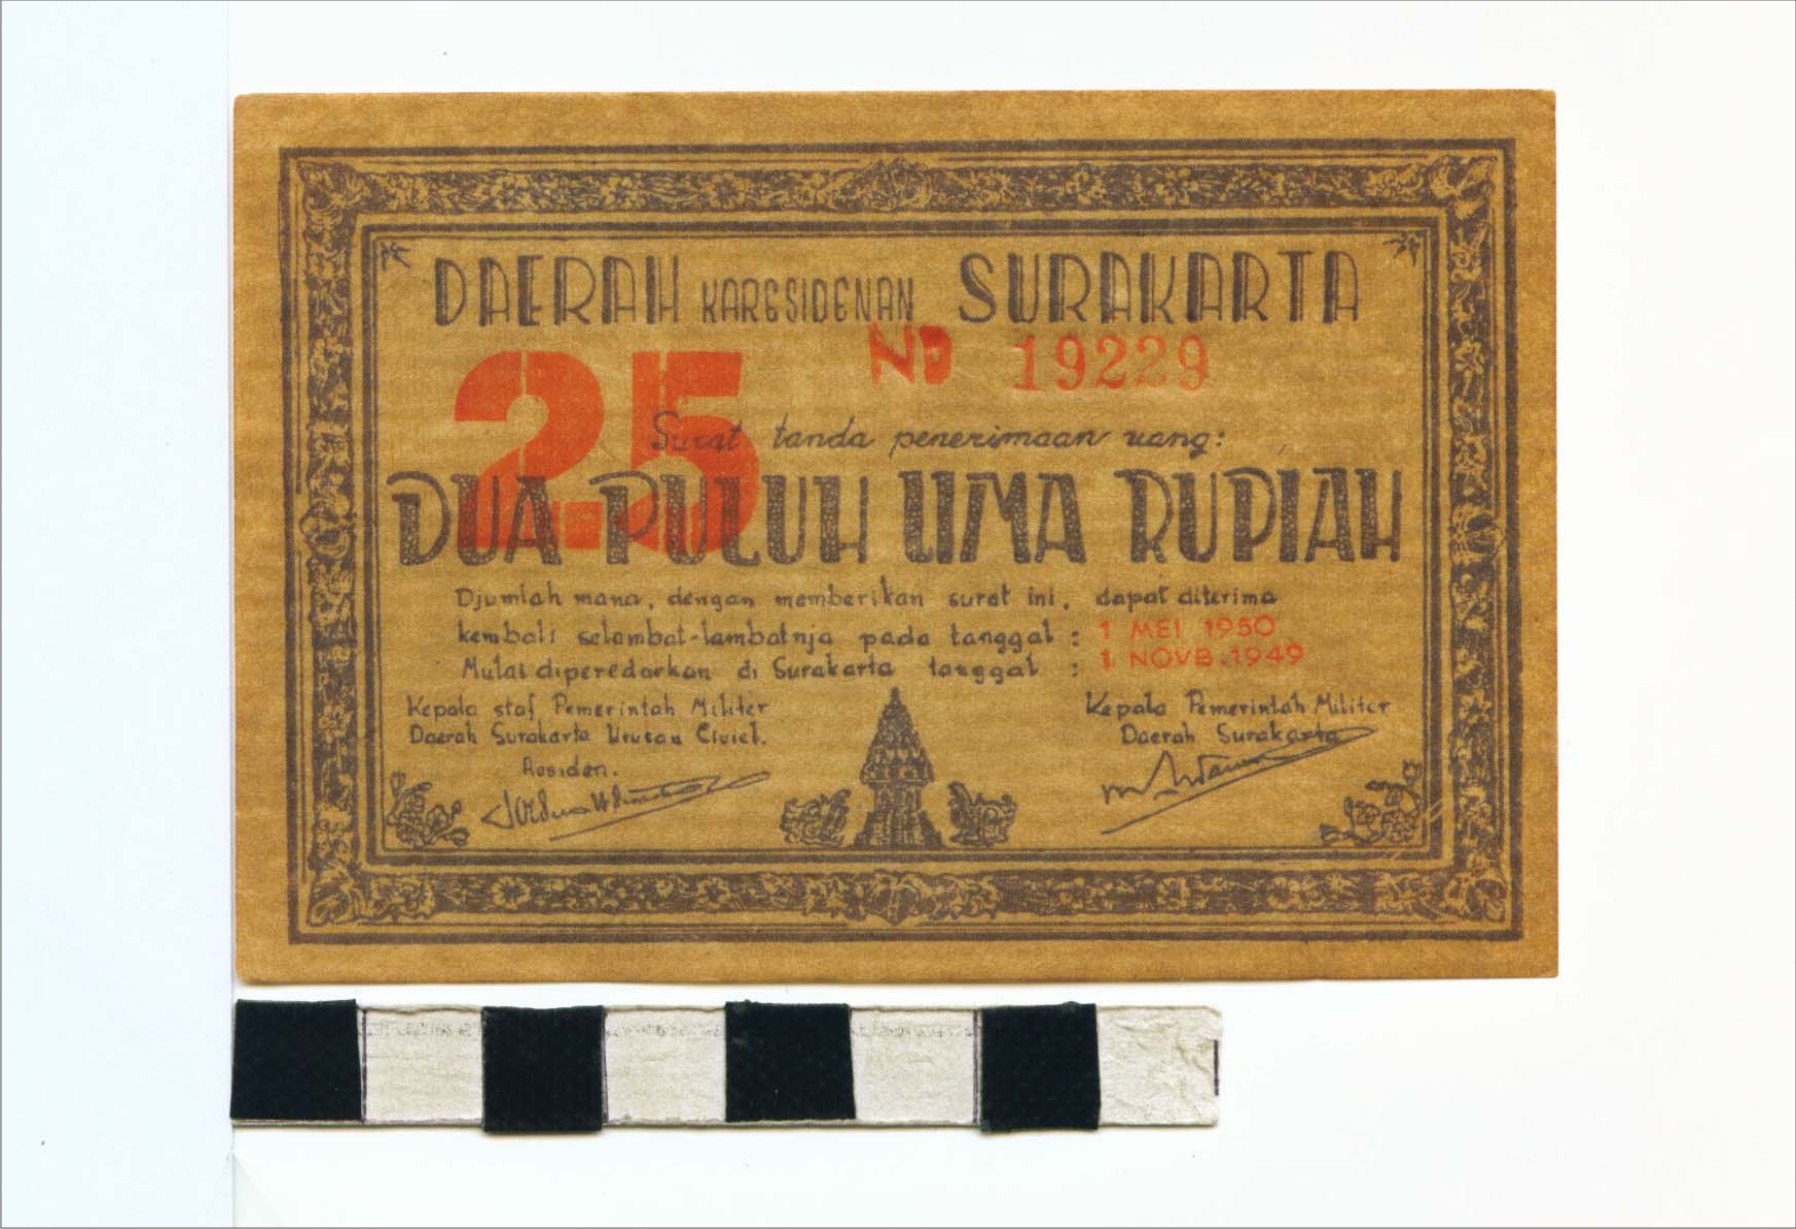 DAERAH KARESIDENAN SURAKARTA
25
NO 19229
Surat tanda penerimaan uang:
DUA PULUH LIMA RUPIAH
Djumlah mana, dengan memberikan surat ini, dapat diterima
kembali selambat-lambatnja pada tanggal : 1 MEI 1950
Mulai diperedarkan di Surakarta tanggal : 1 NOVB.1949
Kepala staf Pemerintah Militer
Daerah Surakarta Urusan Civiel.
Residen.
Kepala Pemerintah Militer
Daerah Surakarta